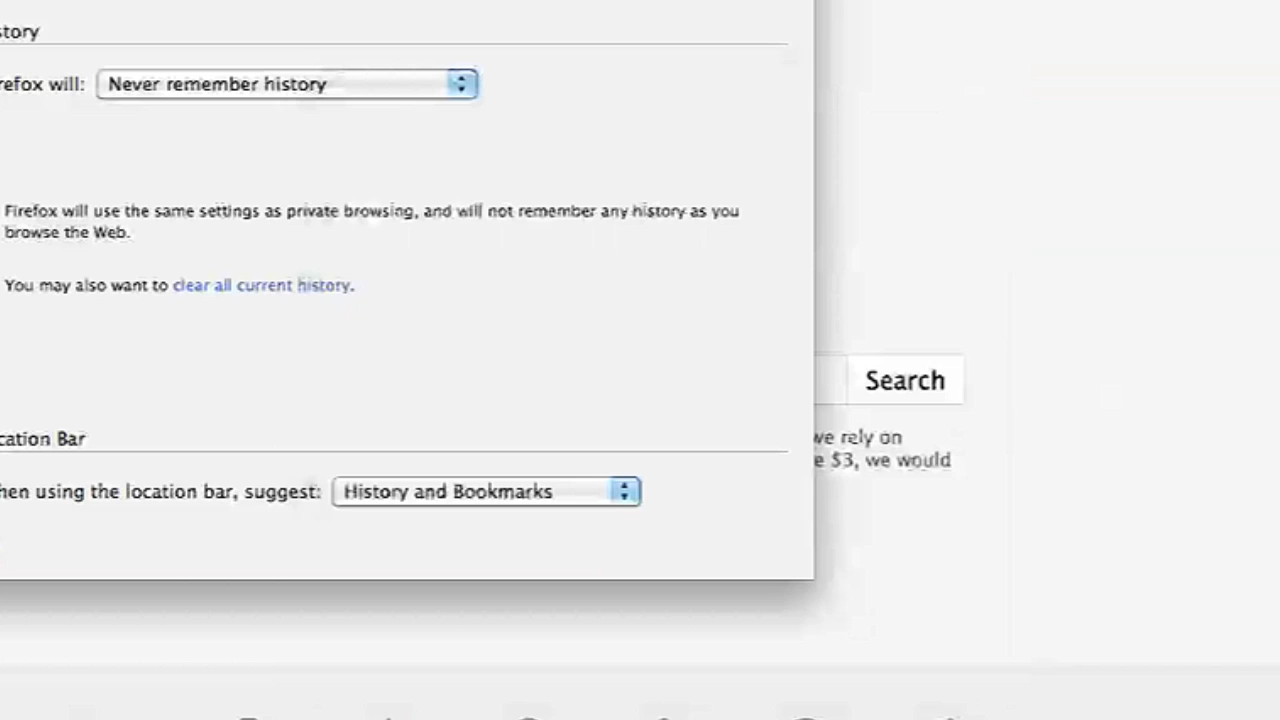 story
refox will: Never remember history
Firefox will use the same settings as private browsing, and will not remember any history as you
browse the Web.
You may also want to clear all current history.
Search
we rely on
cation Bar
e $3, we would
hen using the location bar, suggest: History and Bookmarks